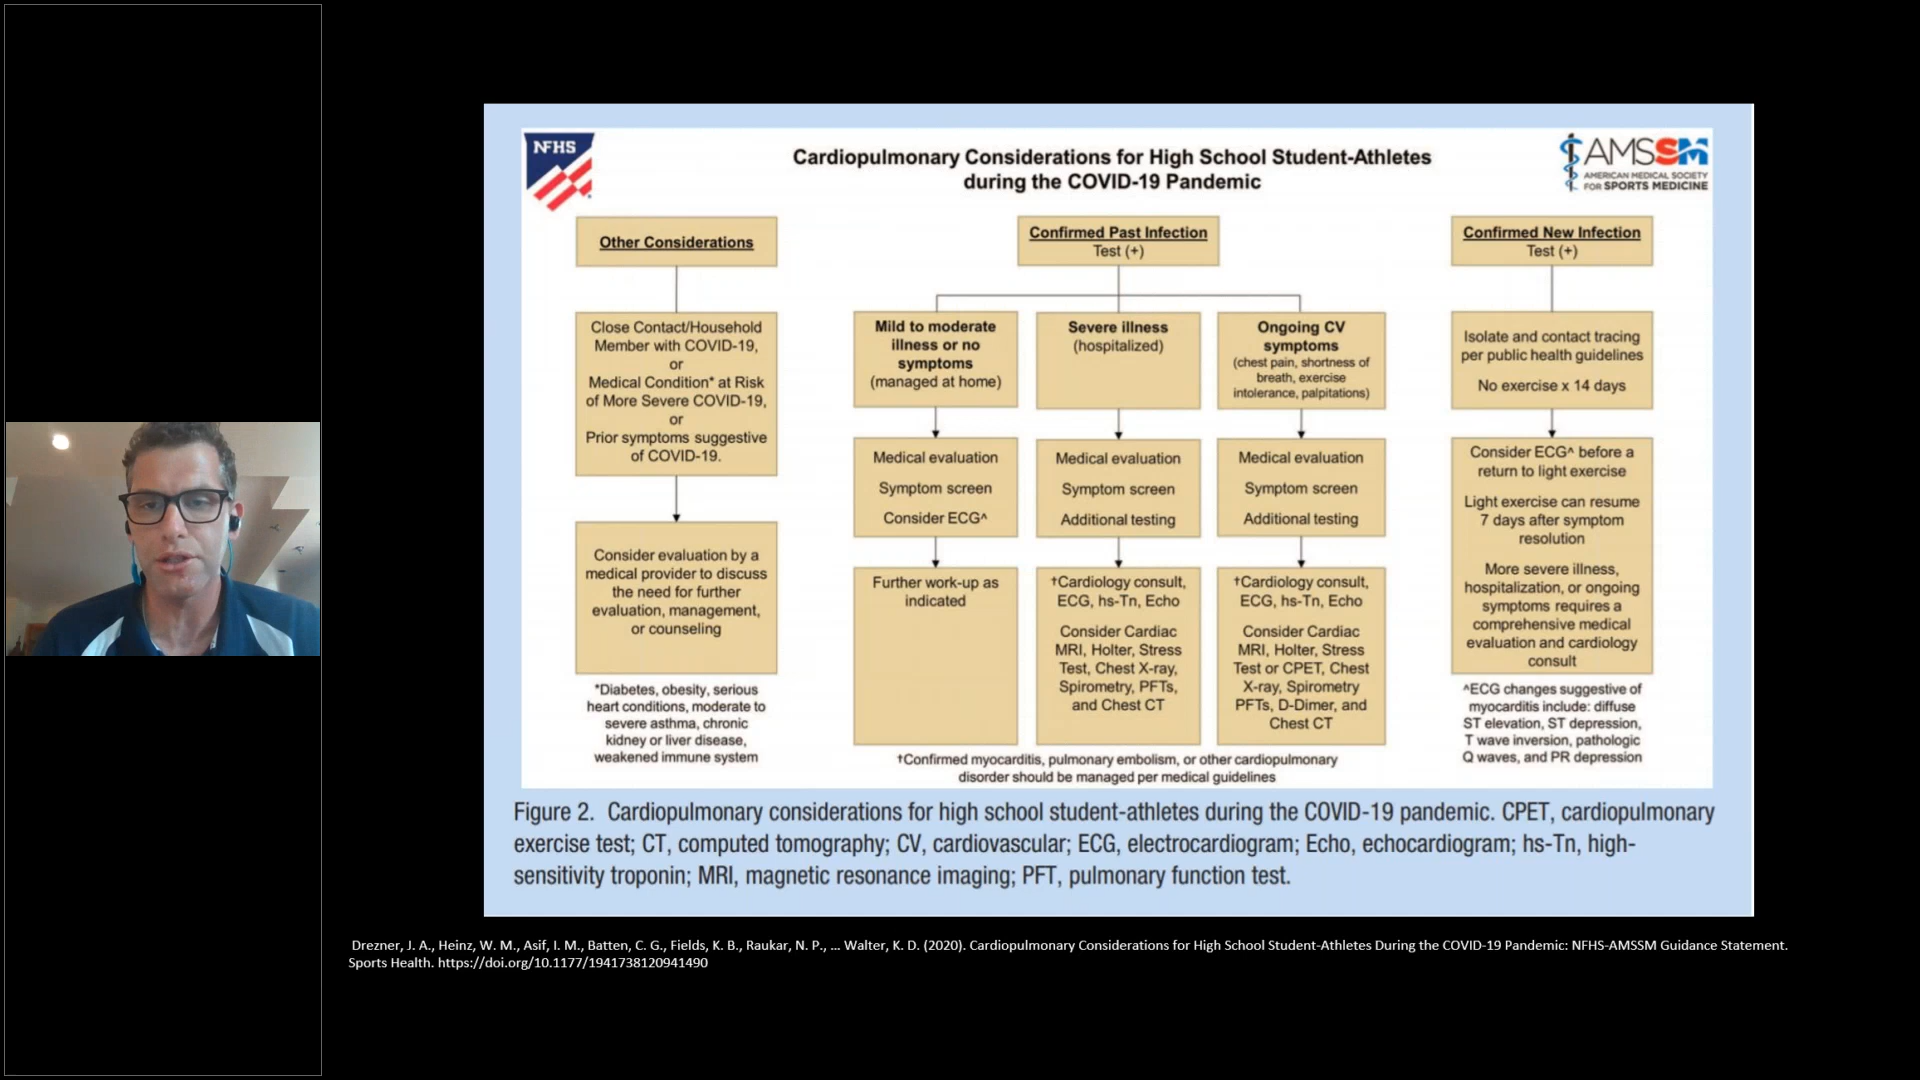 NFHS
Cardiopulmonary Considerations for High School Student-Athletes
during the COVID-19 Pandemic
AMSSM
AMERICAN MEDICAL SOCIETY
FOR SPORTS MEDICINE
Other Considerations
Close Contact/Household
Member with COVID-19,
or
Medical Condition* at Risk
of More Severe COVID-19,
or
Prior symptoms suggestive
of COVID-19.
Consider evaluation by a
medical provider to discuss
the need for further
evaluation, management,
or counseling
*Diabetes, obesity, serious
heart conditions, moderate to
severe asthma, chronic
kidney or liver disease,
weakened immune system
Confirmed Past Infection
Test (+)
Mild to moderate
illness or no
symptoms
(managed at home)
Medical evaluation
Symptom screen
Consider ECG^
Further work-up as
indicated
Severe illness
(hospitalized)
Medical evaluation
Symptom screen
Additional testing
†Cardiology consult,
ECG, hs-Tn, Echo
Consider Cardiac
MRI, Holter, Stress
Test, Chest X-ray,
Spirometry, PFTs,
and Chest CT
Ongoing CV
symptoms
(chest pain, shortness of
breath, exercise
intolerance, palpitations)
Medical evaluation
Symptom screen
Additional testing
†Cardiology consult,
ECG, hs-Tn, Echo
Consider Cardiac
MRI, Holter, Stress
Test or CPET, Chest
X-ray, Spirometry
PFTs, D-Dimer, and
Chest CT
†Confirmed myocarditis, pulmonary embolism, or other cardiopulmonary
disorder should be managed per medical guidelines
Confirmed New Infection
Test (+)
Isolate and contact tracing
per public health guidelines
No exercise x 14 days
Consider ECG^ before a
return to light exercise
Light exercise can resume
7 days after symptom
resolution
More severe illness,
hospitalization, or ongoing
symptoms requires a
comprehensive medical
evaluation and cardiology
consult
^ECG changes suggestive of
myocarditis include: diffuse
ST elevation, ST depression,
T wave inversion, pathologic
Q waves, and PR depression
Figure 2. Cardiopulmonary considerations for high school student-athletes during the COVID-19 pandemic. CPET, cardiopulmonary
exercise test; CT, computed tomography; CV, cardiovascular; ECG, electrocardiogram; Echo, echocardiogram; hs-Tn, high-
sensitivity troponin; MRI, magnetic resonance imaging; PFT, pulmonary function test.
Drezner, J. A., Heinz, W. M., Asif, I. M., Batten, C. G., Fields, K. B., Raukar, N. P., … Walter, K. D. (2020). Cardiopulmonary Considerations for High School Student-Athletes During the COVID-19 Pandemic: NFHS-AMSSM Guidance Statement.
Sports Health. https://doi.org/10.1177/1941738120941490